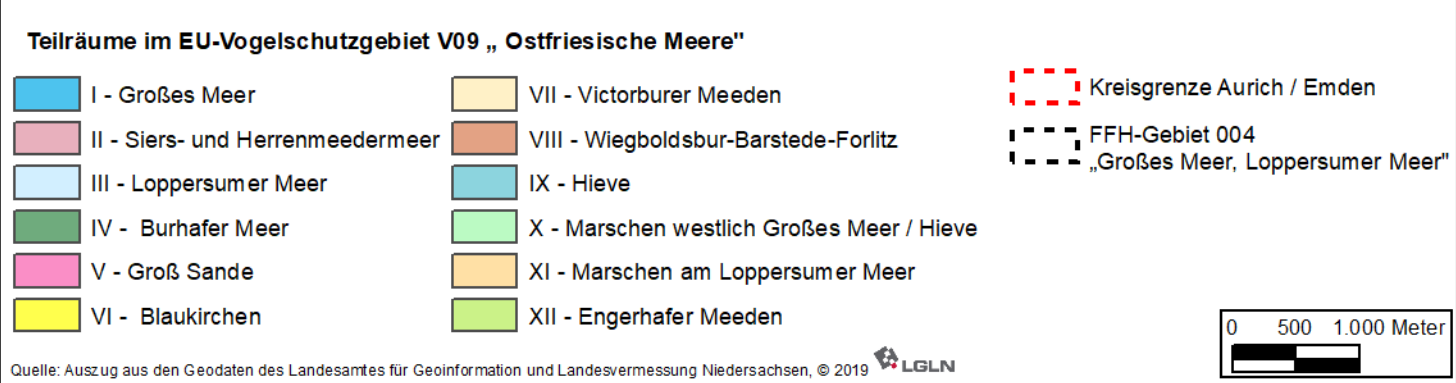 Teilräume im EU-Vogelschutzgebiet V09 „ Ostfriesische Meere"
I - Großes Meer
II - Siers- und Herrenmeedermeer
III - Loppersumer Meer
IV - Burhafer Meer
V - Groß Sande
VI - Blaukirchen
VII - Victorburer Meeden
VIII - Wiegboldsbur-Barstede-Forlitz
IX - Hieve
X - Marschen westlich Großes Meer / Hieve
XI - Marschen am Loppersumer Meer
XII - Engerhafer Meeden
Kreisgrenze Aurich / Emden
FFH-Gebiet 004
„Großes Meer, Loppersumer Meer"
0 500 1.000 Meter
Quelle: Auszug aus den Geodaten des Landesamtes für Geoinformation und Landesvermessung Niedersachsen, © 2019 LGLN